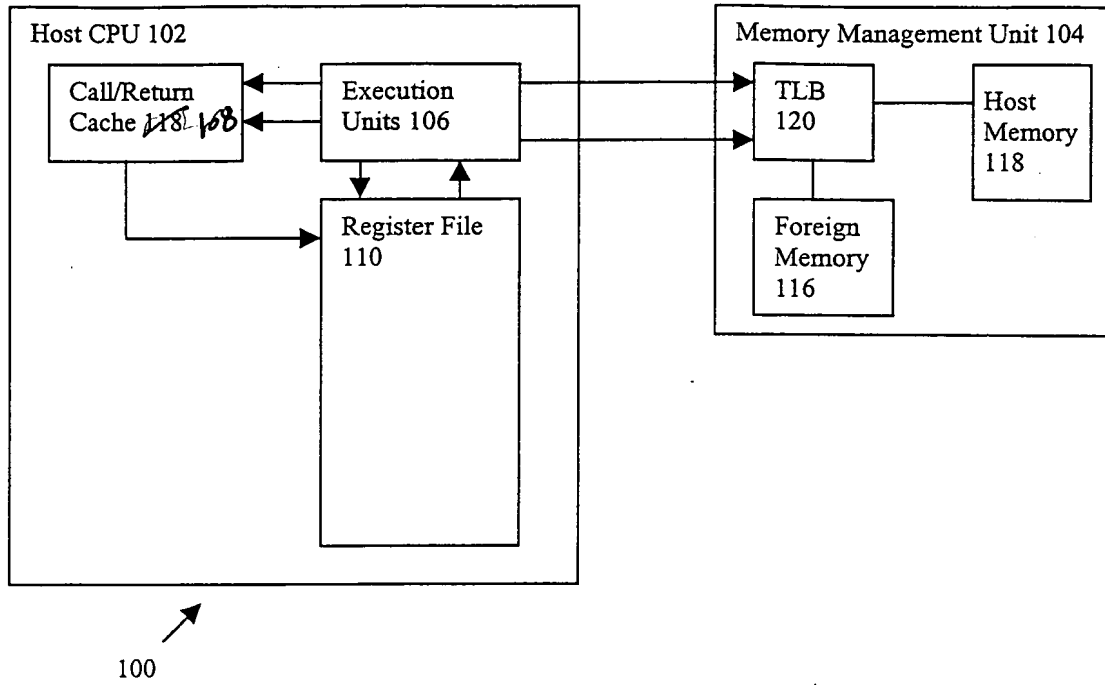 Host CPU 102
Call/Return
Cache 118 108
Execution
Units 106
Register File
110
Memory Management Unit 104
TLB
120
Host
Memory
118
Foreign
Memory
116
100